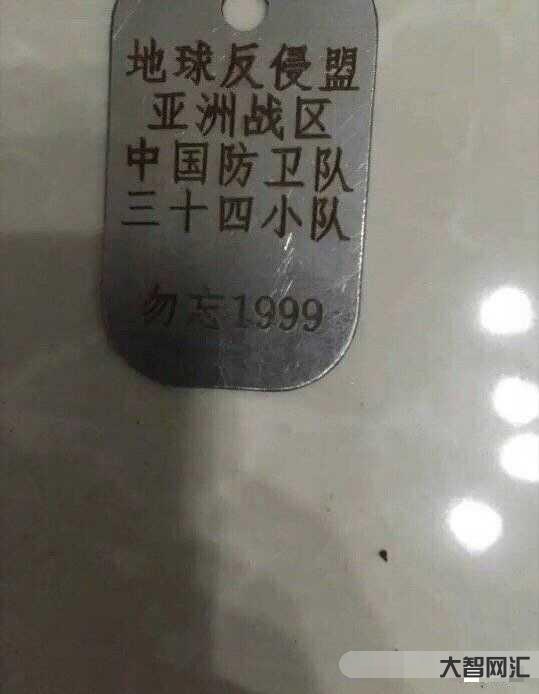 地球反侵盟
亚洲战区
中国防卫队
三十四小队
勿忘1999
大智网汇